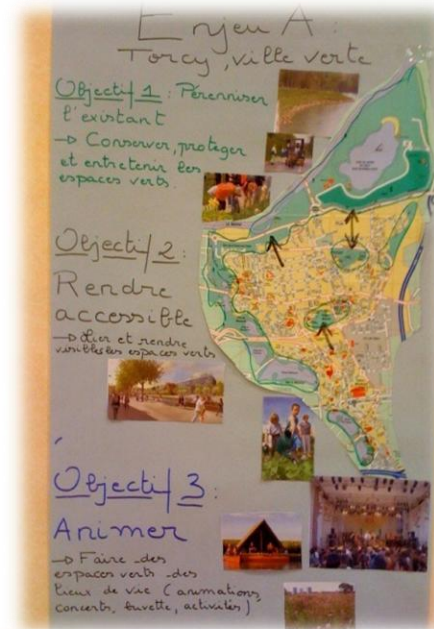 Enjeu A :
Torcy, ville verte
Objectif 1 : Pérenniser
l'existant
→ Conserver, protéger
et entretenir les
espaces verts.
Objectif 2 :
Rendre
accessible
→ Lier et rendre
visibles les espaces verts
Objectif 3 :
Animer
→ Faire des
espaces verts des
lieux de vie (animations,
concerts, buvette, activités)